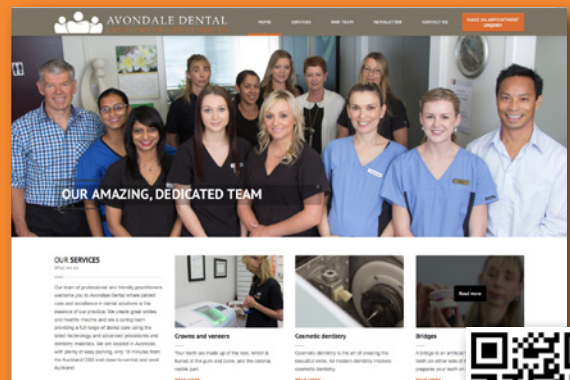 AVONDALE DENTAL
HOME
SERVICES
OUR TEAM
NEWSLETTER
CONTACT US
MAKE AN APPOINTMENT
ENQUIRY
OUR AMAZING, DEDICATED TEAM
OUR SERVICES
What we do
Our team of professional and friendly practitioners
welcome you to Avondale Dental where patient
care and excellence in dental solutions is the
essence of our practice. We create great smiles
and healthy mouths and are a caring team
providing a full range of dental care using the
latest technology and advanced procedures and
dentistry materials. We are located in Avondale,
with plenty of easy parking, only 10 minutes from
the Auckland CBD and close to central and west
Auckland.
Crowns and veneers
Your teeth are made up of the root, which is
buried in the gum and bone, and the central,
visible part.
READ MORE
Cosmetic dentistry
Cosmetic dentistry is the art of creating the
beautiful smile. All modern dentistry involves
cosmetic dentistry.
READ MORE
Read more
Bridges
A bridge is an artificial